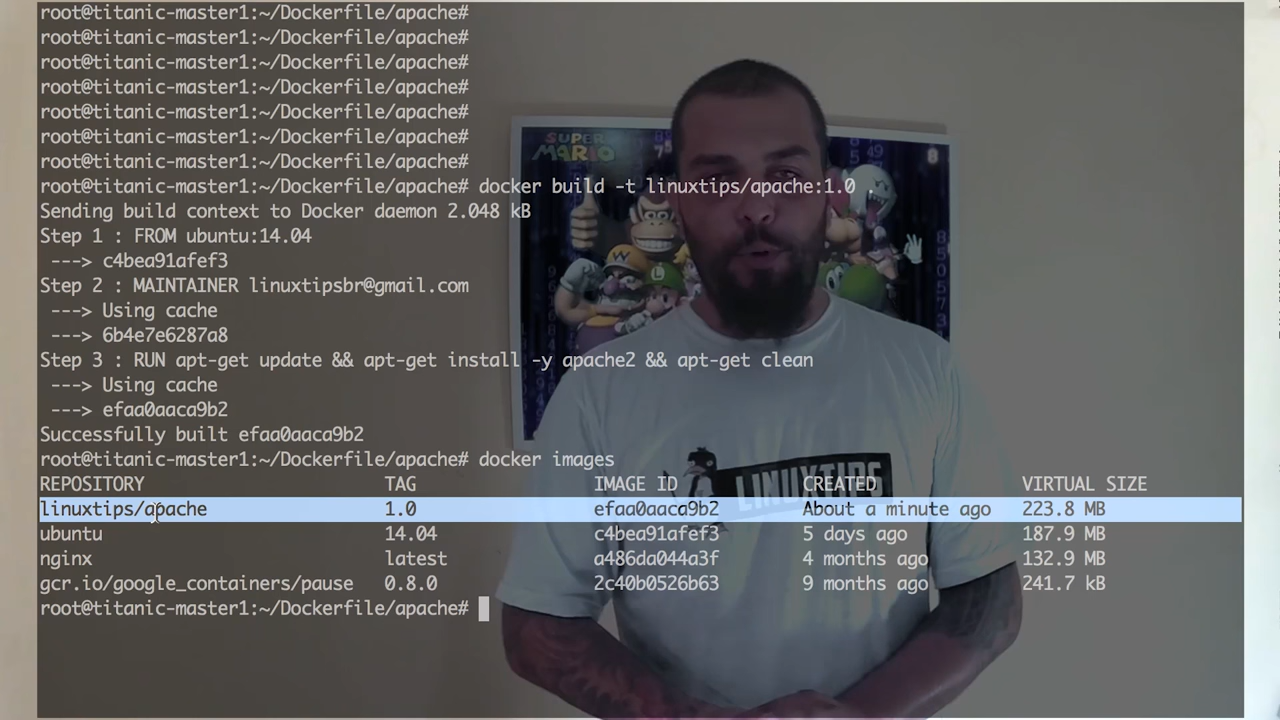 root@titanic-master1:~/Dockerfile/apache#
root@titanic-master1:~/Dockerfile/apache#
root@titanic-master1:~/Dockerfile/apache#
root@titanic-master1:~/Dockerfile/apache#
root@titanic-master1:~/Dockerfile/apache#
root@titanic-master1:~/Dockerfile/apache#
root@titanic-master1:~/Dockerfile/apache#
root@titanic-master1:~/Dockerfile/apache# docker build -t linuxtips/apache:1.0 .
Sending build context to Docker daemon 2.048 kB
Step 1 : FROM ubuntu:14.04
---> c4bea91afef3
Step 2 : MAINTAINER linuxtipsbr@gmail.com
---> Using cache
---> 6b4e7e6287a8
Step 3 : RUN apt-get update && apt-get install -y apache2 && apt-get clean
---> Using cache
---> efaa0aaca9b2
Successfully built efaa0aaca9b2
root@titanic-master1:~/Dockerfile/apache# docker images
REPOSITORY TAG IMAGE ID CREATED VIRTUAL SIZE
linuxtips/apache 1.0 efaa0aaca9b2 About a minute ago 223.8 MB
ubuntu 14.04 c4bea91afef3 5 days ago 187.9 MB
nginx latest a486da044a3f 4 months ago 132.9 MB
gcr.io/google_containers/pause 0.8.0 2c40b0526b63 9 months ago 241.7 kB
root@titanic-master1:~/Dockerfile/apache#
SUPER
MARIO
LINUXTIPS